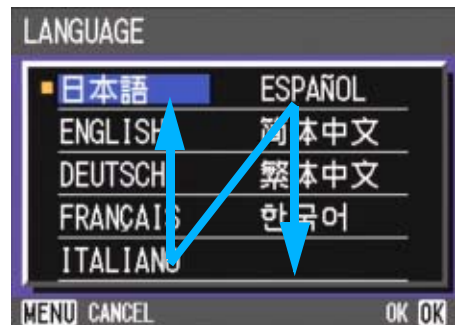 LANGUAGE
日本語 ESPAÑOL
ENGLISH 简体中文
DEUTSCH 繁体中文
FRANÇAIS 한국어
ITALIANO
MENU CANCEL OK OK